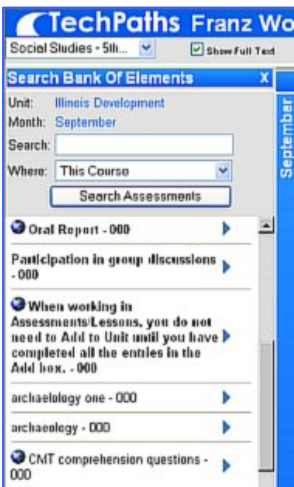 TechPaths Franz Wo
Social Studies - 5th...
Show Full Text
Search Bank Of Elements X
Unit: Illinois Development
Month: September
Search:
Where: This Course
Search Assessments
Oral Report - 000
Participation in group discussions
- 000
When working in
Assessments/Lessons, you do not
need to Add to Unit until you have
completed all the entries in the
Add box. - 000
archaelology one - 000
archaeology - 000
CMT comprehension questions -
000
September